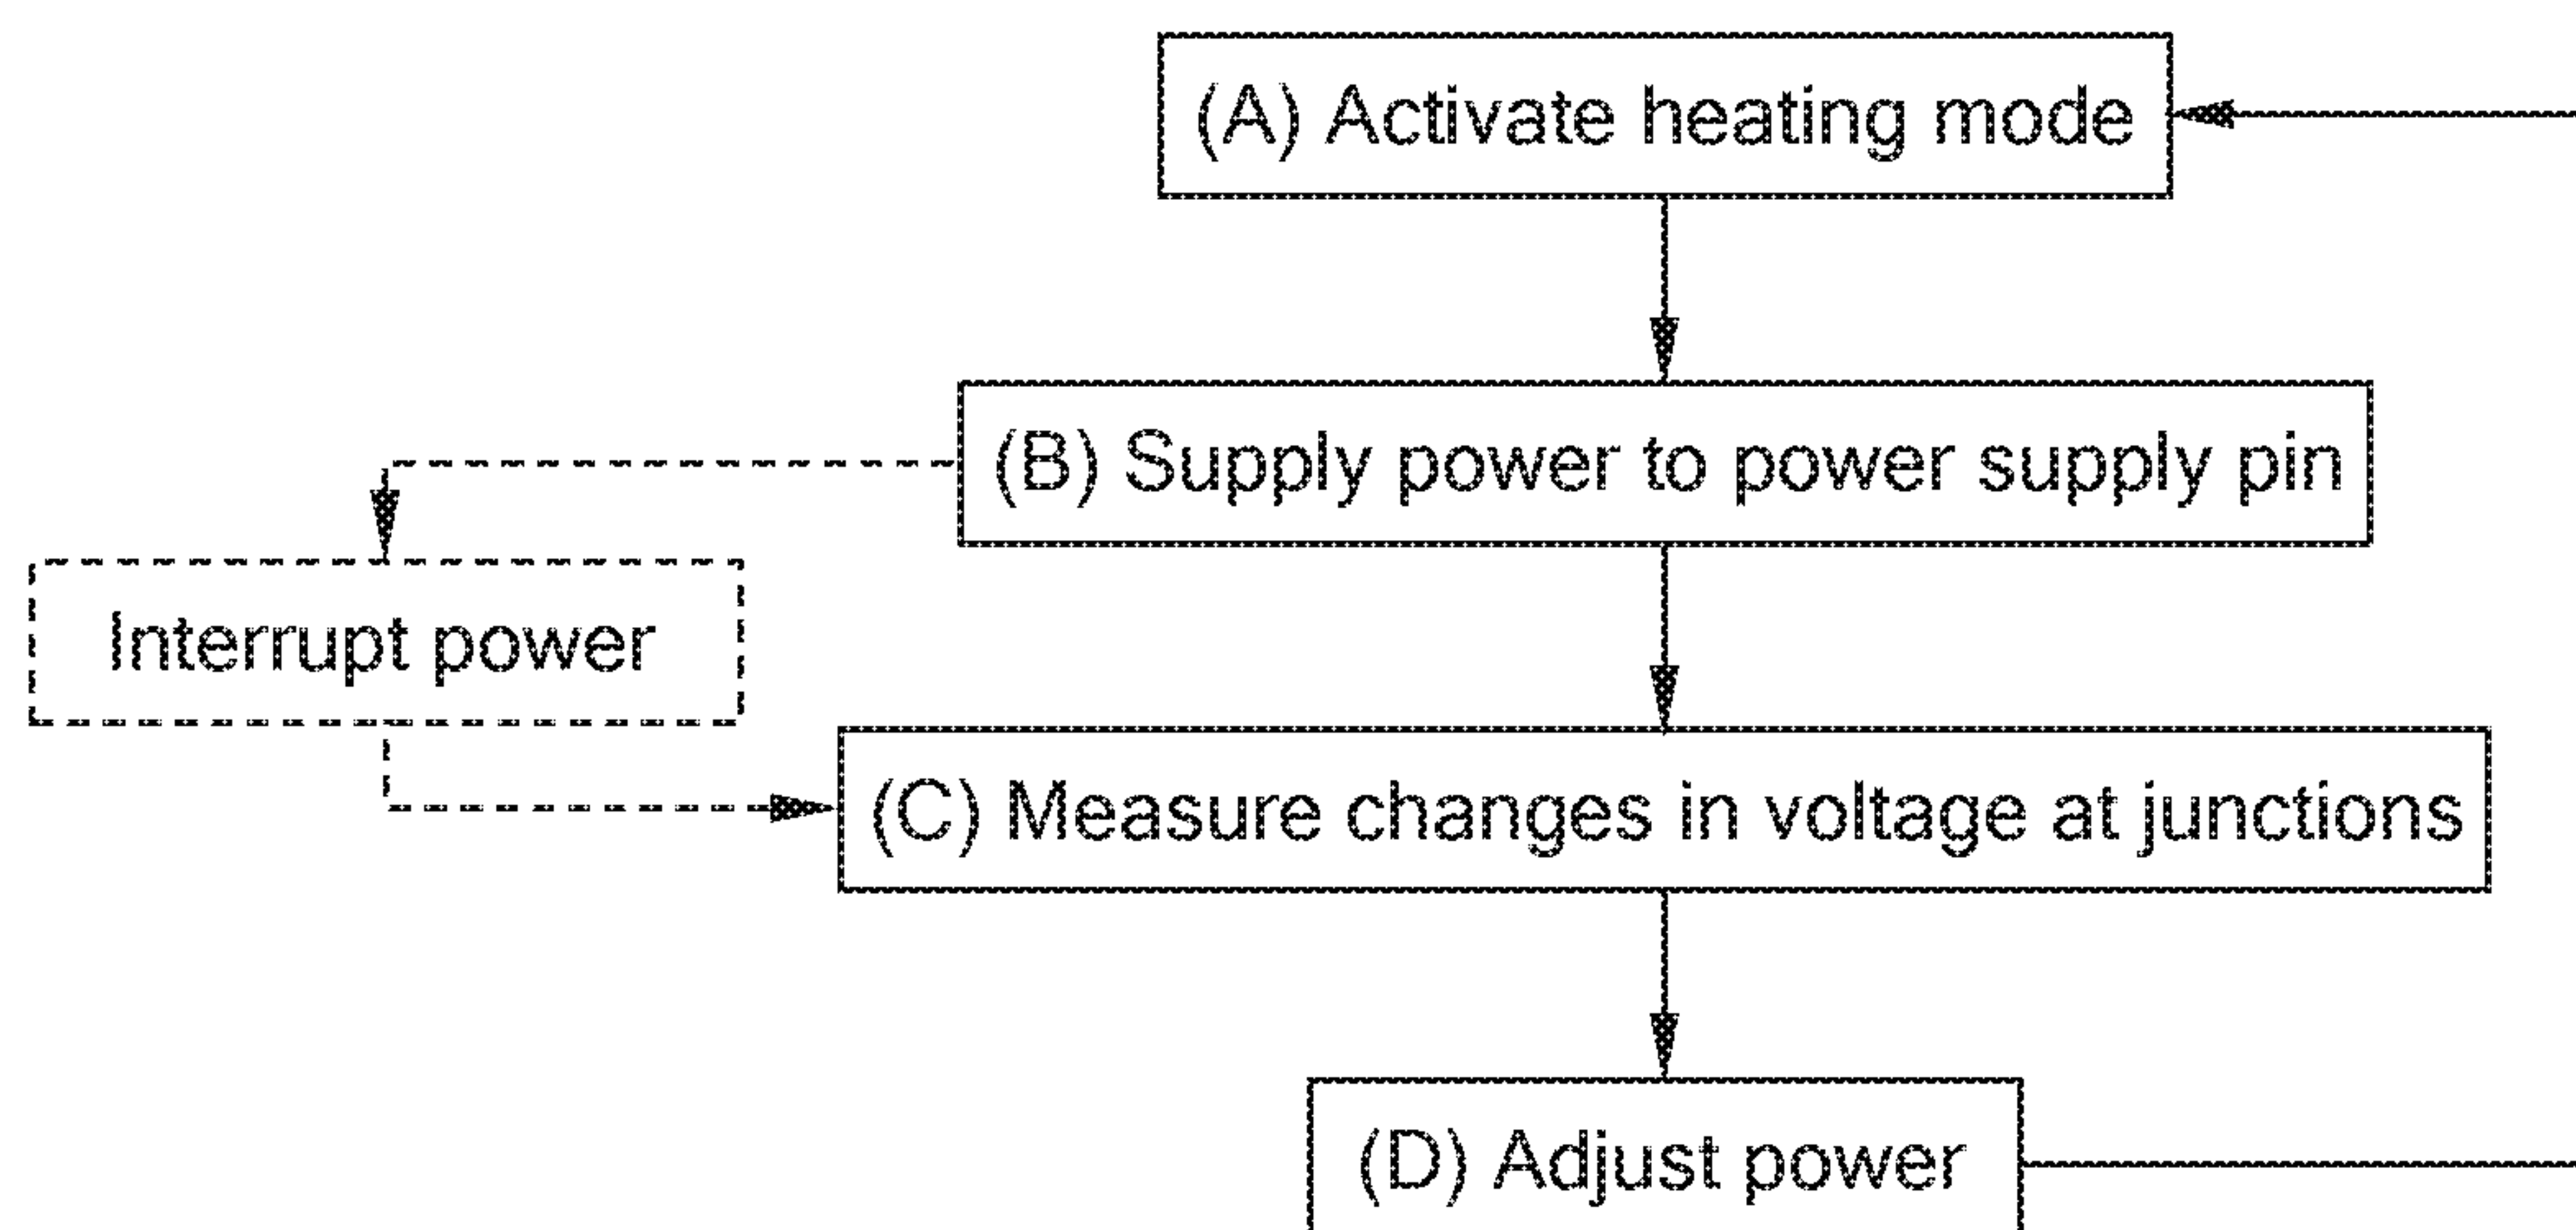 (A) Activate heating mode
(B) Supply power to power supply pin
Interrupt power
(C) Measure changes in voltage at junctions
(D) Adjust power